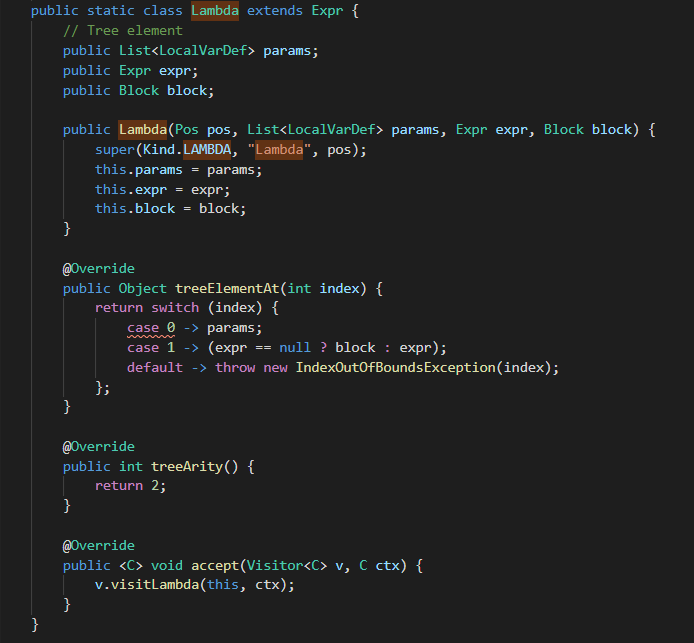 public static class Lambda extends Expr {
// Tree element
public List<LocalVarDef> params;
public Expr expr;
public Block block;
public Lambda(Pos pos, List<LocalVarDef> params, Expr expr, Block block) {
super(Kind.LAMBDA, "Lambda", pos);
this.params = params;
this.expr = expr;
this.block = block;
}
@Override
public Object treeElementAt(int index) {
return switch (index) {
case 0 -> params;
case 1 -> (expr == null ? block : expr);
default -> throw new IndexOutOfBoundsException(index);
};
}
@Override
public int treeArity() {
return 2;
}
@Override
public <C> void accept(Visitor<C> v, C ctx) {
v.visitLambda(this, ctx);
}
}